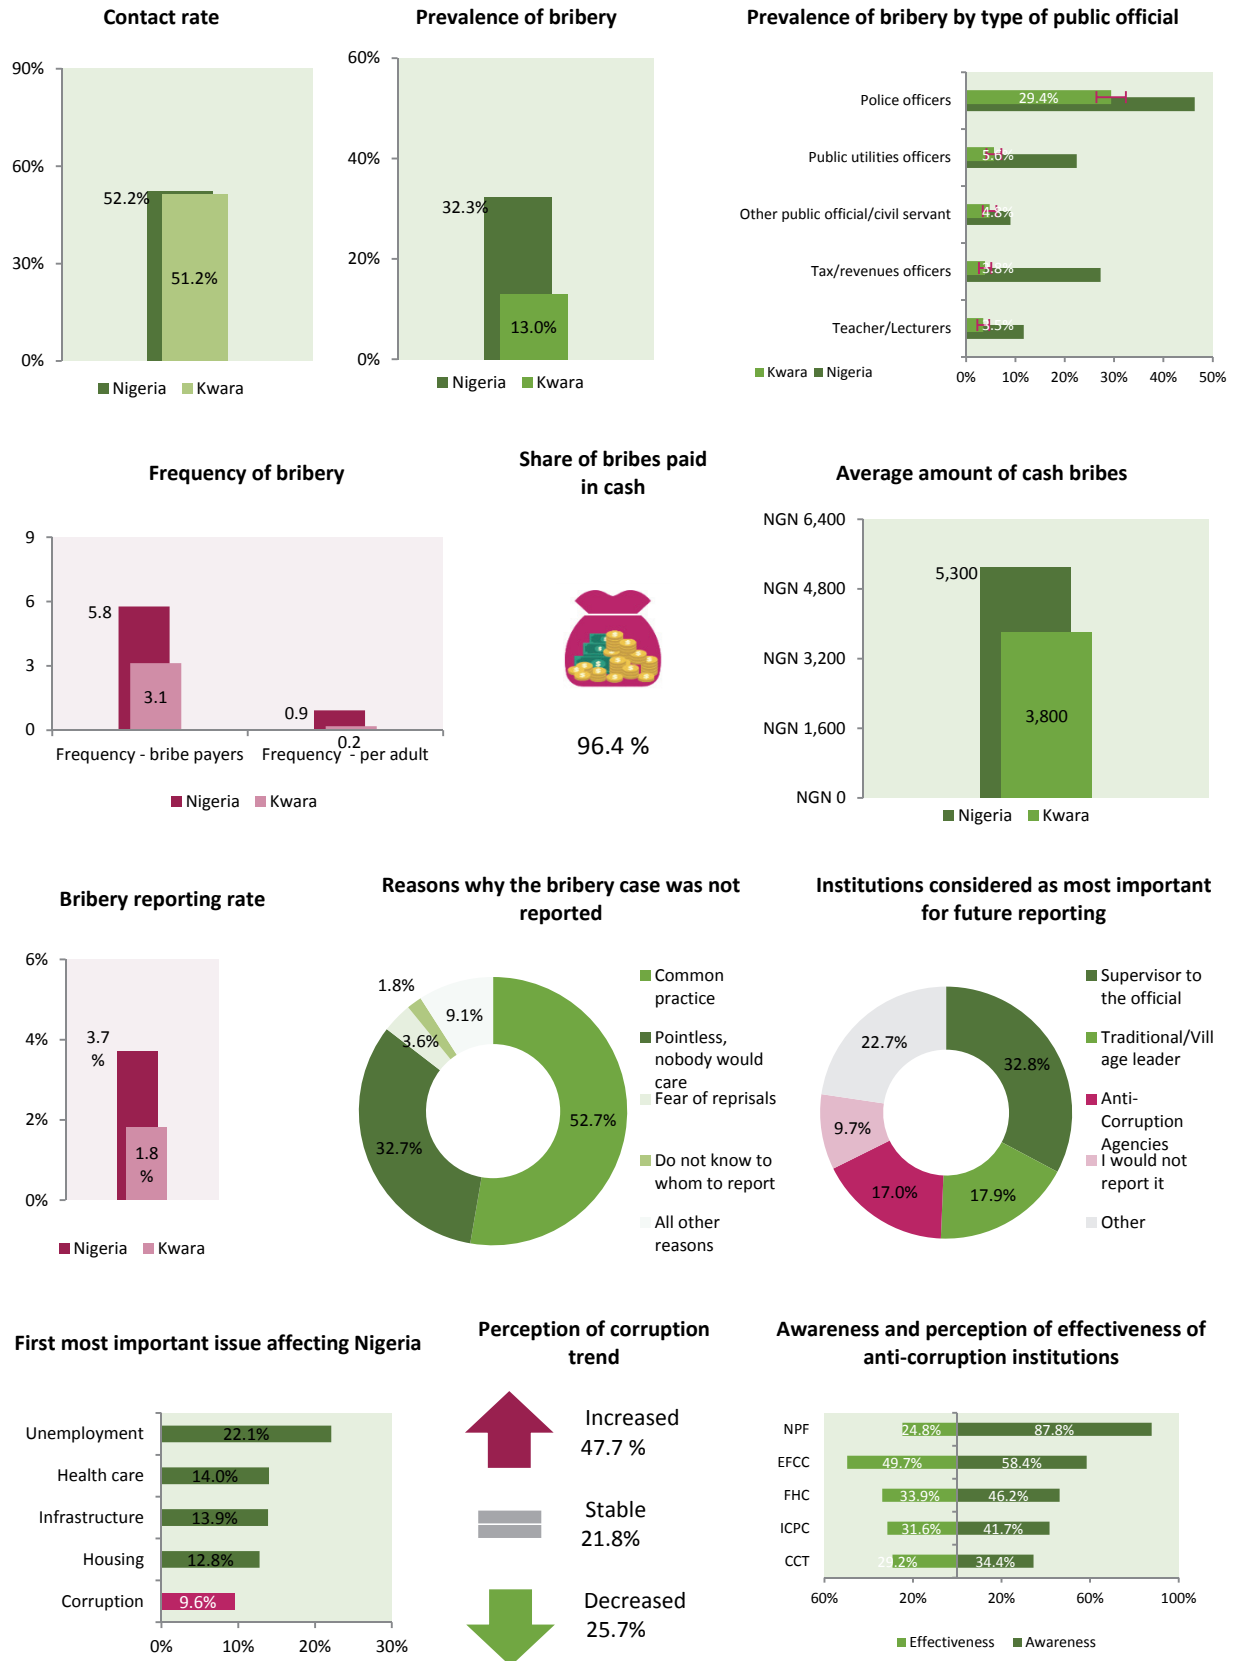 Contact rate
90%
60%
30%
0%
52.2%
51.2%
Nigeria Kwara
Prevalence of bribery
60%
40%
20%
0%
32.3%
13.0%
Nigeria Kwara
Prevalence of bribery by type of public official
Police officers 29.4%
Public utilities officers 5.6%
Other public official/civil servant 4.8%
Tax/revenues officers 3.8%
Teacher/Lecturers 3.5%
Kwara Nigeria
0% 10% 20% 30% 40% 50%
Frequency of bribery
9
6
3
0
5.8
3.1
0.9
0.2
Frequency - bribe payers Frequency - per adult
Nigeria Kwara
Share of bribes paid
in cash
96.4 %
Average amount of cash bribes
NGN 6,400
NGN 4,800
NGN 3,200
NGN 1,600
NGN 0
5,300
3,800
Nigeria Kwara
Bribery reporting rate
6%
4%
2%
0%
3.7
%
1.8
%
Nigeria Kwara
Reasons why the bribery case was not
reported
1.8%
9.1%
3.6%
52.7%
32.7%
Common
practice
Pointless,
nobody would
care
Fear of reprisals
Do not know to
whom to report
All other
reasons
Institutions considered as most important
for future reporting
22.7%
32.8%
9.7%
17.0%
17.9%
Supervisor to
the official
Traditional/Vill
age leader
Anti-
Corruption
Agencies
I would not
report it
Other
First most important issue affecting Nigeria
Unemployment 22.1%
Health care 14.0%
Infrastructure 13.9%
Housing 12.8%
Corruption 9.6%
0% 10% 20% 30%
Perception of corruption
trend
Increased
47.7 %
Stable
21.8%
Decreased
25.7%
Awareness and perception of effectiveness of
anti-corruption institutions
NPF 24.8% 87.8%
EFCC 49.7% 58.4%
FHC 33.9% 46.2%
ICPC 31.6% 41.7%
CCT 29.2% 34.4%
60% 20% 20% 60% 100%
Effectiveness Awareness